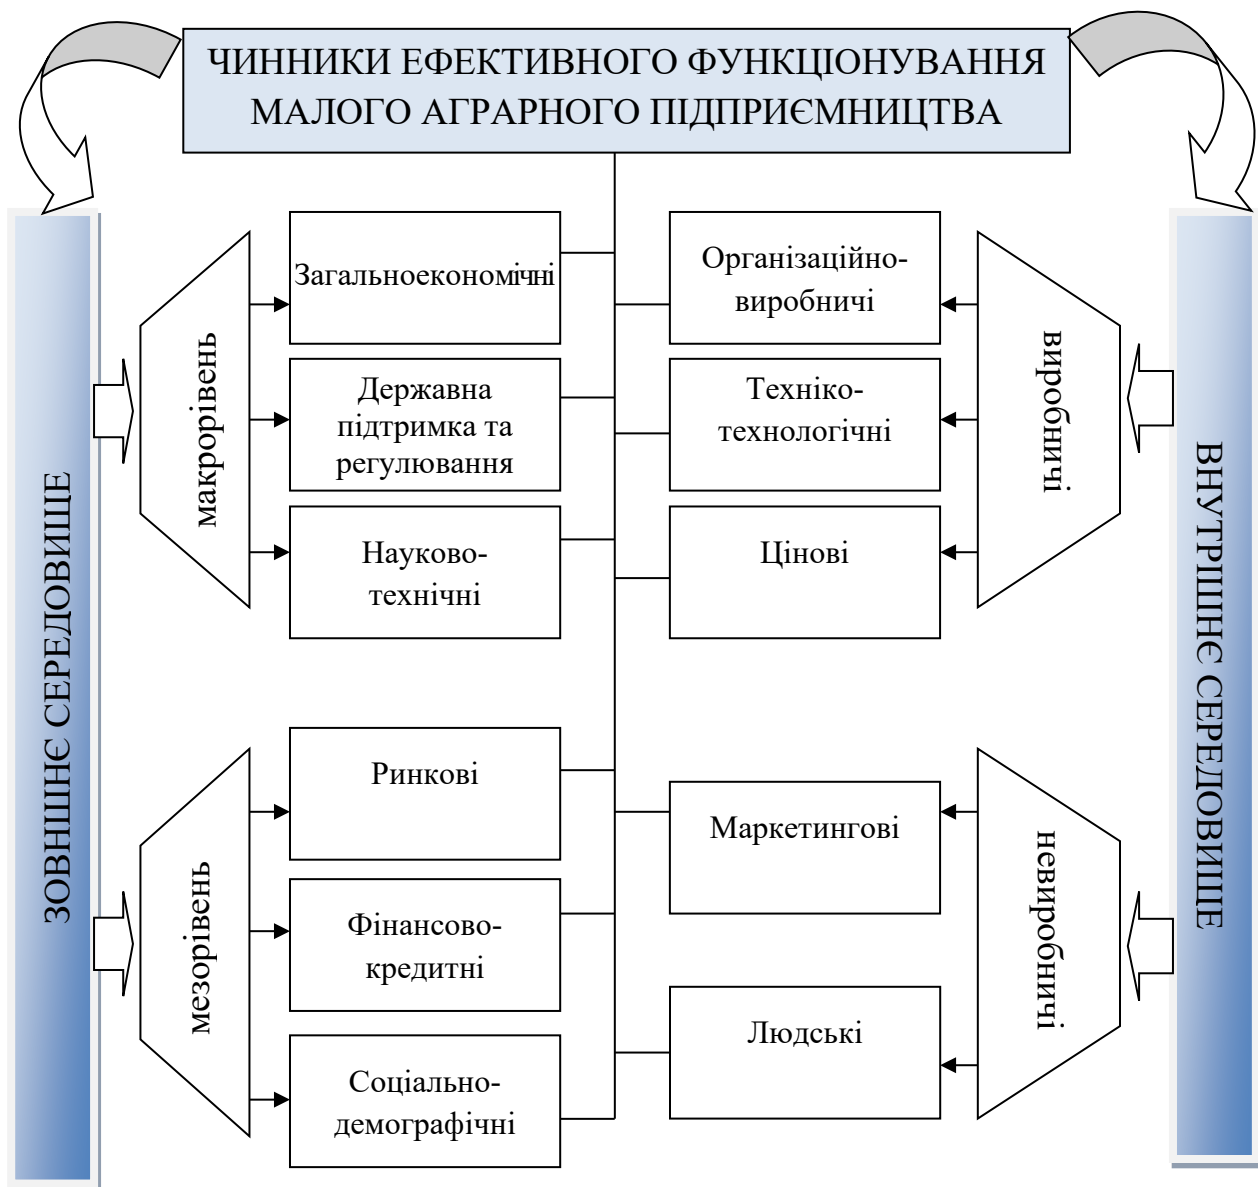 ЧИННИКИ ЕФЕКТИВНОГО ФУНКЦІОНУВАННЯ
МАЛОГО АГРАРНОГО ПІДПРИЄМНИЦТВА
ЗОВНІШНЄ СЕРЕДОВИЩЕ
макрорівень
Загальноекономічні
Державна
підтримка та
регулювання
Науково-
технічні
мезорівень
Ринкові
Фінансово-
кредитні
Соціально-
демографічні
Організаційно-
виробничі
Техніко-
технологічні
Цінові
виробничі
Маркетингові
Людські
невиробничі
ВНУТРІШНЄ СЕРЕДОВИЩЕ